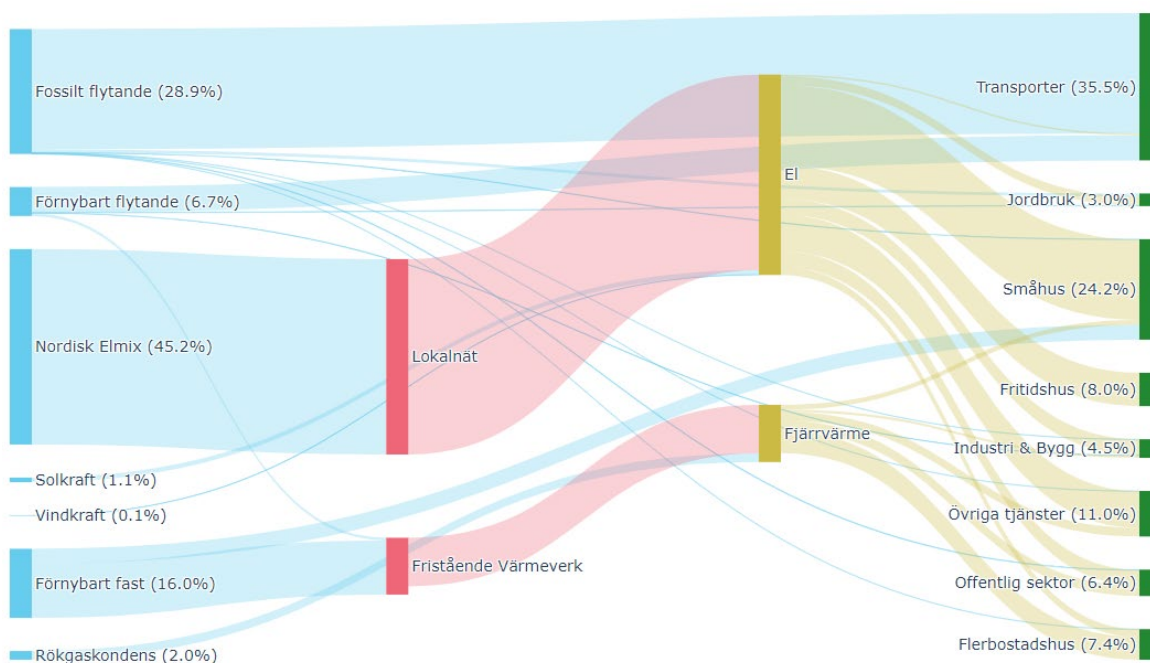 Fossilt flytande (28.9%)
Förnybart flytande (6.7%)
Nordisk Elmix (45.2%)
Solkraft (1.1%)
Vindkraft (0.1%)
Förnybart fast (16.0%)
Rökgaskondens (2.0%)
Lokalnät
Fristående Värmeverk
El
Fjärrvärme
Transporter (35.5%)
Jordbruk (3.0%)
Småhus (24.2%)
Fritidshus (8.0%)
Industri & Bygg (4.5%)
Övriga tjänster (11.0%)
Offentlig sektor (6.4%)
Flerbostadshus (7.4%)